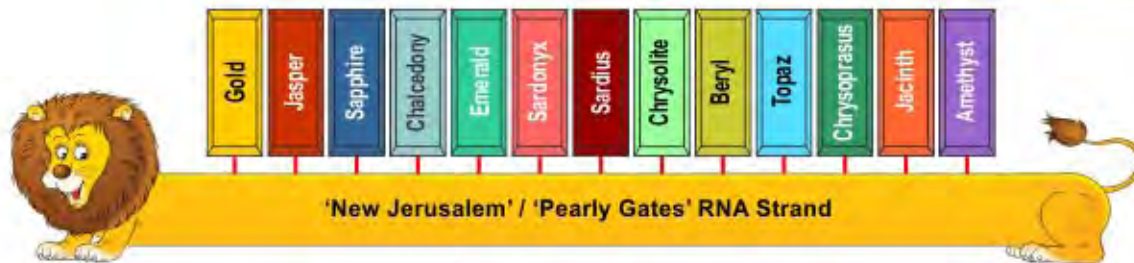 Gold
Jasper
Sapphire
Chalcedony
Emerald
Sardonyx
Sardius
Chrysolite
Beryl
Topaz
Chrysoprasus
Jacinth
Amethyst
‘New Jerusalem’ / ‘Pearly Gates’ RNA Strand